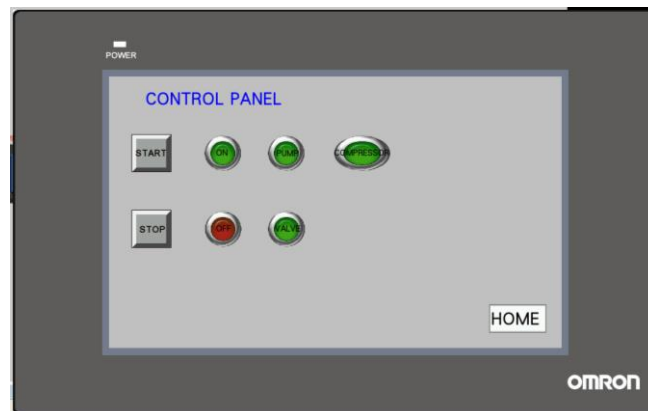 POWER
CONTROL PANEL
START ON PUMP COMPRESSOR
STOP OFF VALVE
HOME
OMRON